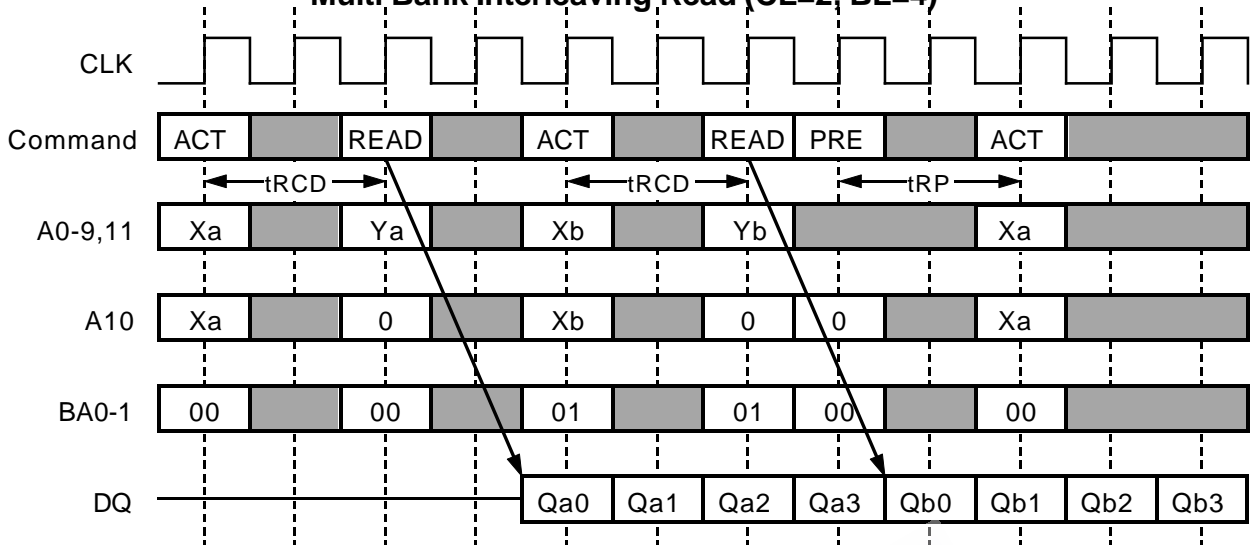 Multi Bank Interleaving Read (CL=2, BL=4)
CLK
Command ACT READ ACT READ PRE ACT
tRCD tRCD tRP
A0-9,11 Xa Ya Xb Yb Xa
A10 Xa 0 Xb 0 0 Xa
BA0-1 00 00 01 01 00 00
DQ Qa0 Qa1 Qa2 Qa3 Qb0 Qb1 Qb2 Qb3